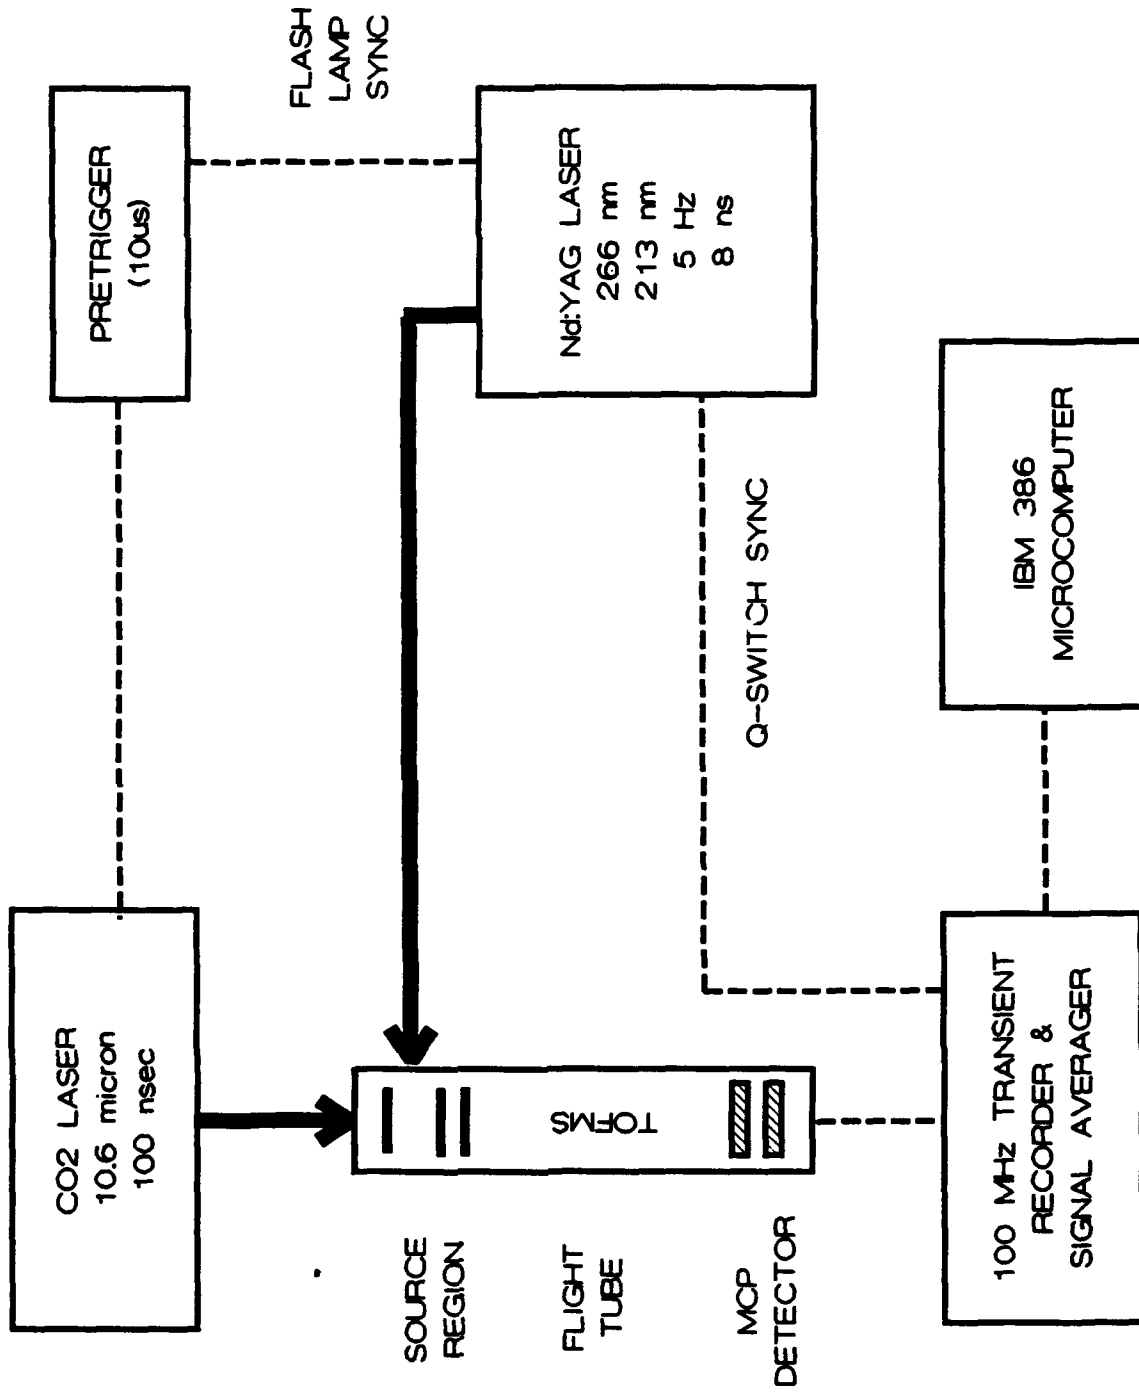 CO2 LASER
10.6 micron
100 nsec
PRETRIGGER
(10us)
FLASH
LAMP
SYNC
SOURCE
REGION
FLIGHT
TUBE
MCP
DETECTOR
TOFMS
Nd:YAG LASER
266 nm
213 nm
5 Hz
8 ns
Q-SWITCH SYNC
100 MHz TRANSIENT
RECORDER &
SIGNAL AVERAGER
IBM 386
MICROCOMPUTER